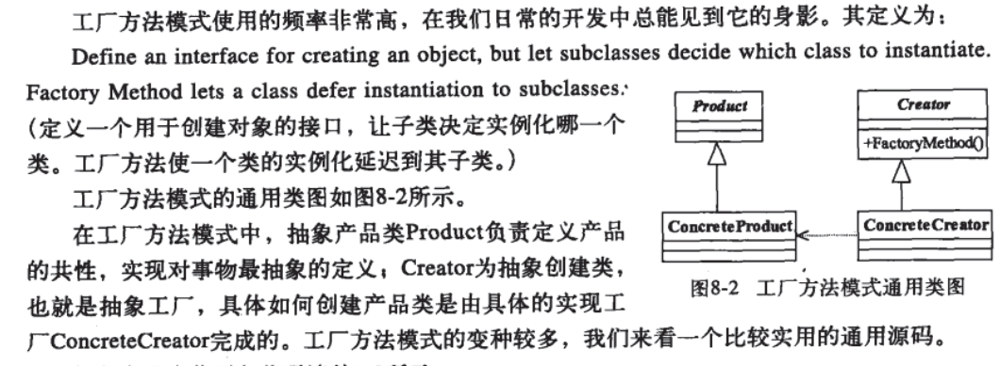 工厂方法模式使用的频率非常高，在我们日常的开发中总能见到它的身影。其定义为：
Define an interface for creating an object, but let subclasses decide which class to instantiate.
Factory Method lets a class defer instantiation to subclasses.
（定义一个用于创建对象的接口，让子类决定实例化哪一个
类。工厂方法使一个类的实例化延迟到其子类。）
工厂方法模式的通用类图如图8-2所示。
在工厂方法模式中，抽象产品类Product负责定义产品
的共性，实现对事物最抽象的定义；Creator为抽象创建类，
也就是抽象工厂，具体如何创建产品类是由具体的实现工
厂ConcreteCreator完成的。工厂方法模式的变种较多，我们来看一个比较实用的通用源码。
Product
Creator
+FactoryMethod()
ConcreteProduct
ConcreteCreator
图8-2 工厂方法模式通用类图